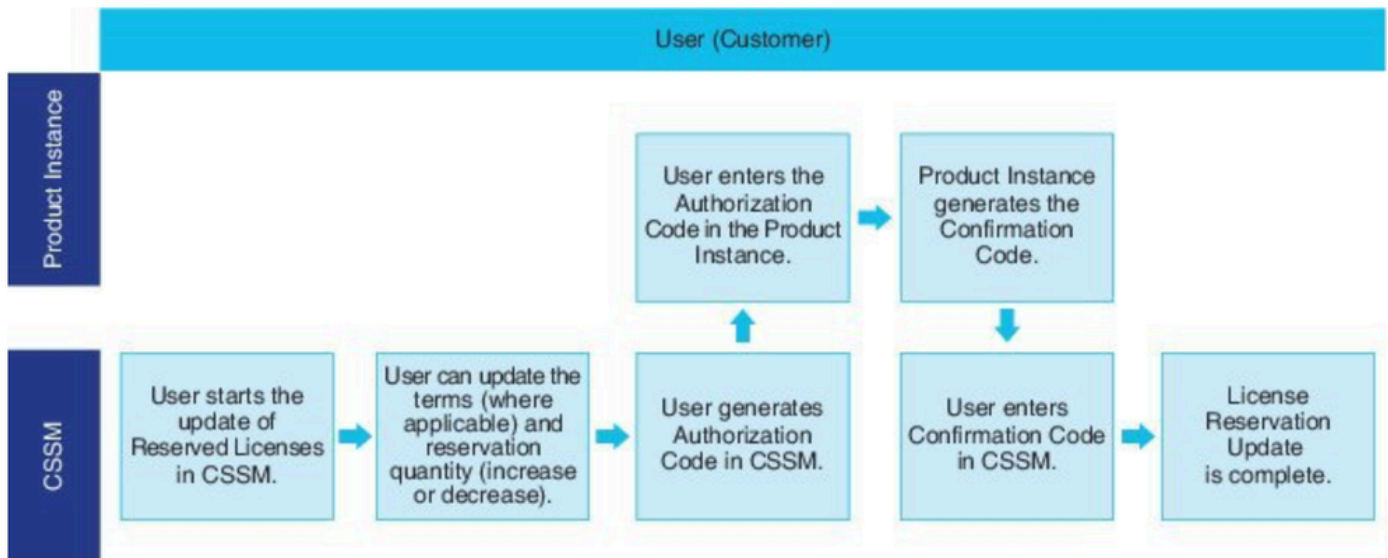 User (Customer)
Product Instance
User enters the
Authorization
Code in the Product
Instance.
Product Instance
generates the
Confirmation
Code.
CSSM
User starts the
update of
Reserved Licenses
in CSSM.
User can update the
terms (where
applicable) and
reservation
quantity (increase
or decrease).
User generates
Authorization
Code in CSSM.
User enters
Confirmation Code
in CSSM.
License
Reservation
Update
is complete.